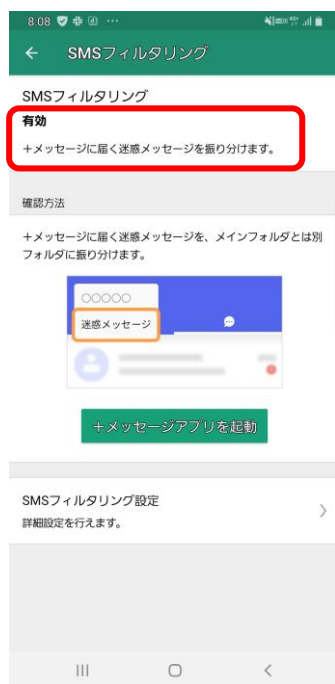 8:08
SMSフィルタリング
SMSフィルタリング
有効
+メッセージに届く迷惑メッセージを振り分けます。
確認方法
+メッセージに届く迷惑メッセージを、メインフォルダとは別
フォルダに振り分けます。
○○○○○
迷惑メッセージ
+メッセージアプリを起動
SMSフィルタリング設定
詳細設定を行えます。